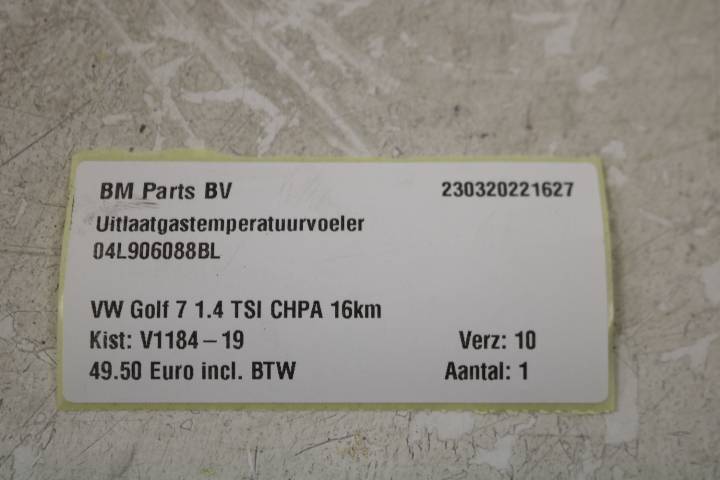 BM Parts BV 230320221627
Uitlaatgastemperatuurvoeler
04L906088BL
VW Golf 7 1.4 TSI CHPA 16km
Kist: V1184-19 Verz: 10
49.50 Euro incl. BTW Aantal: 1